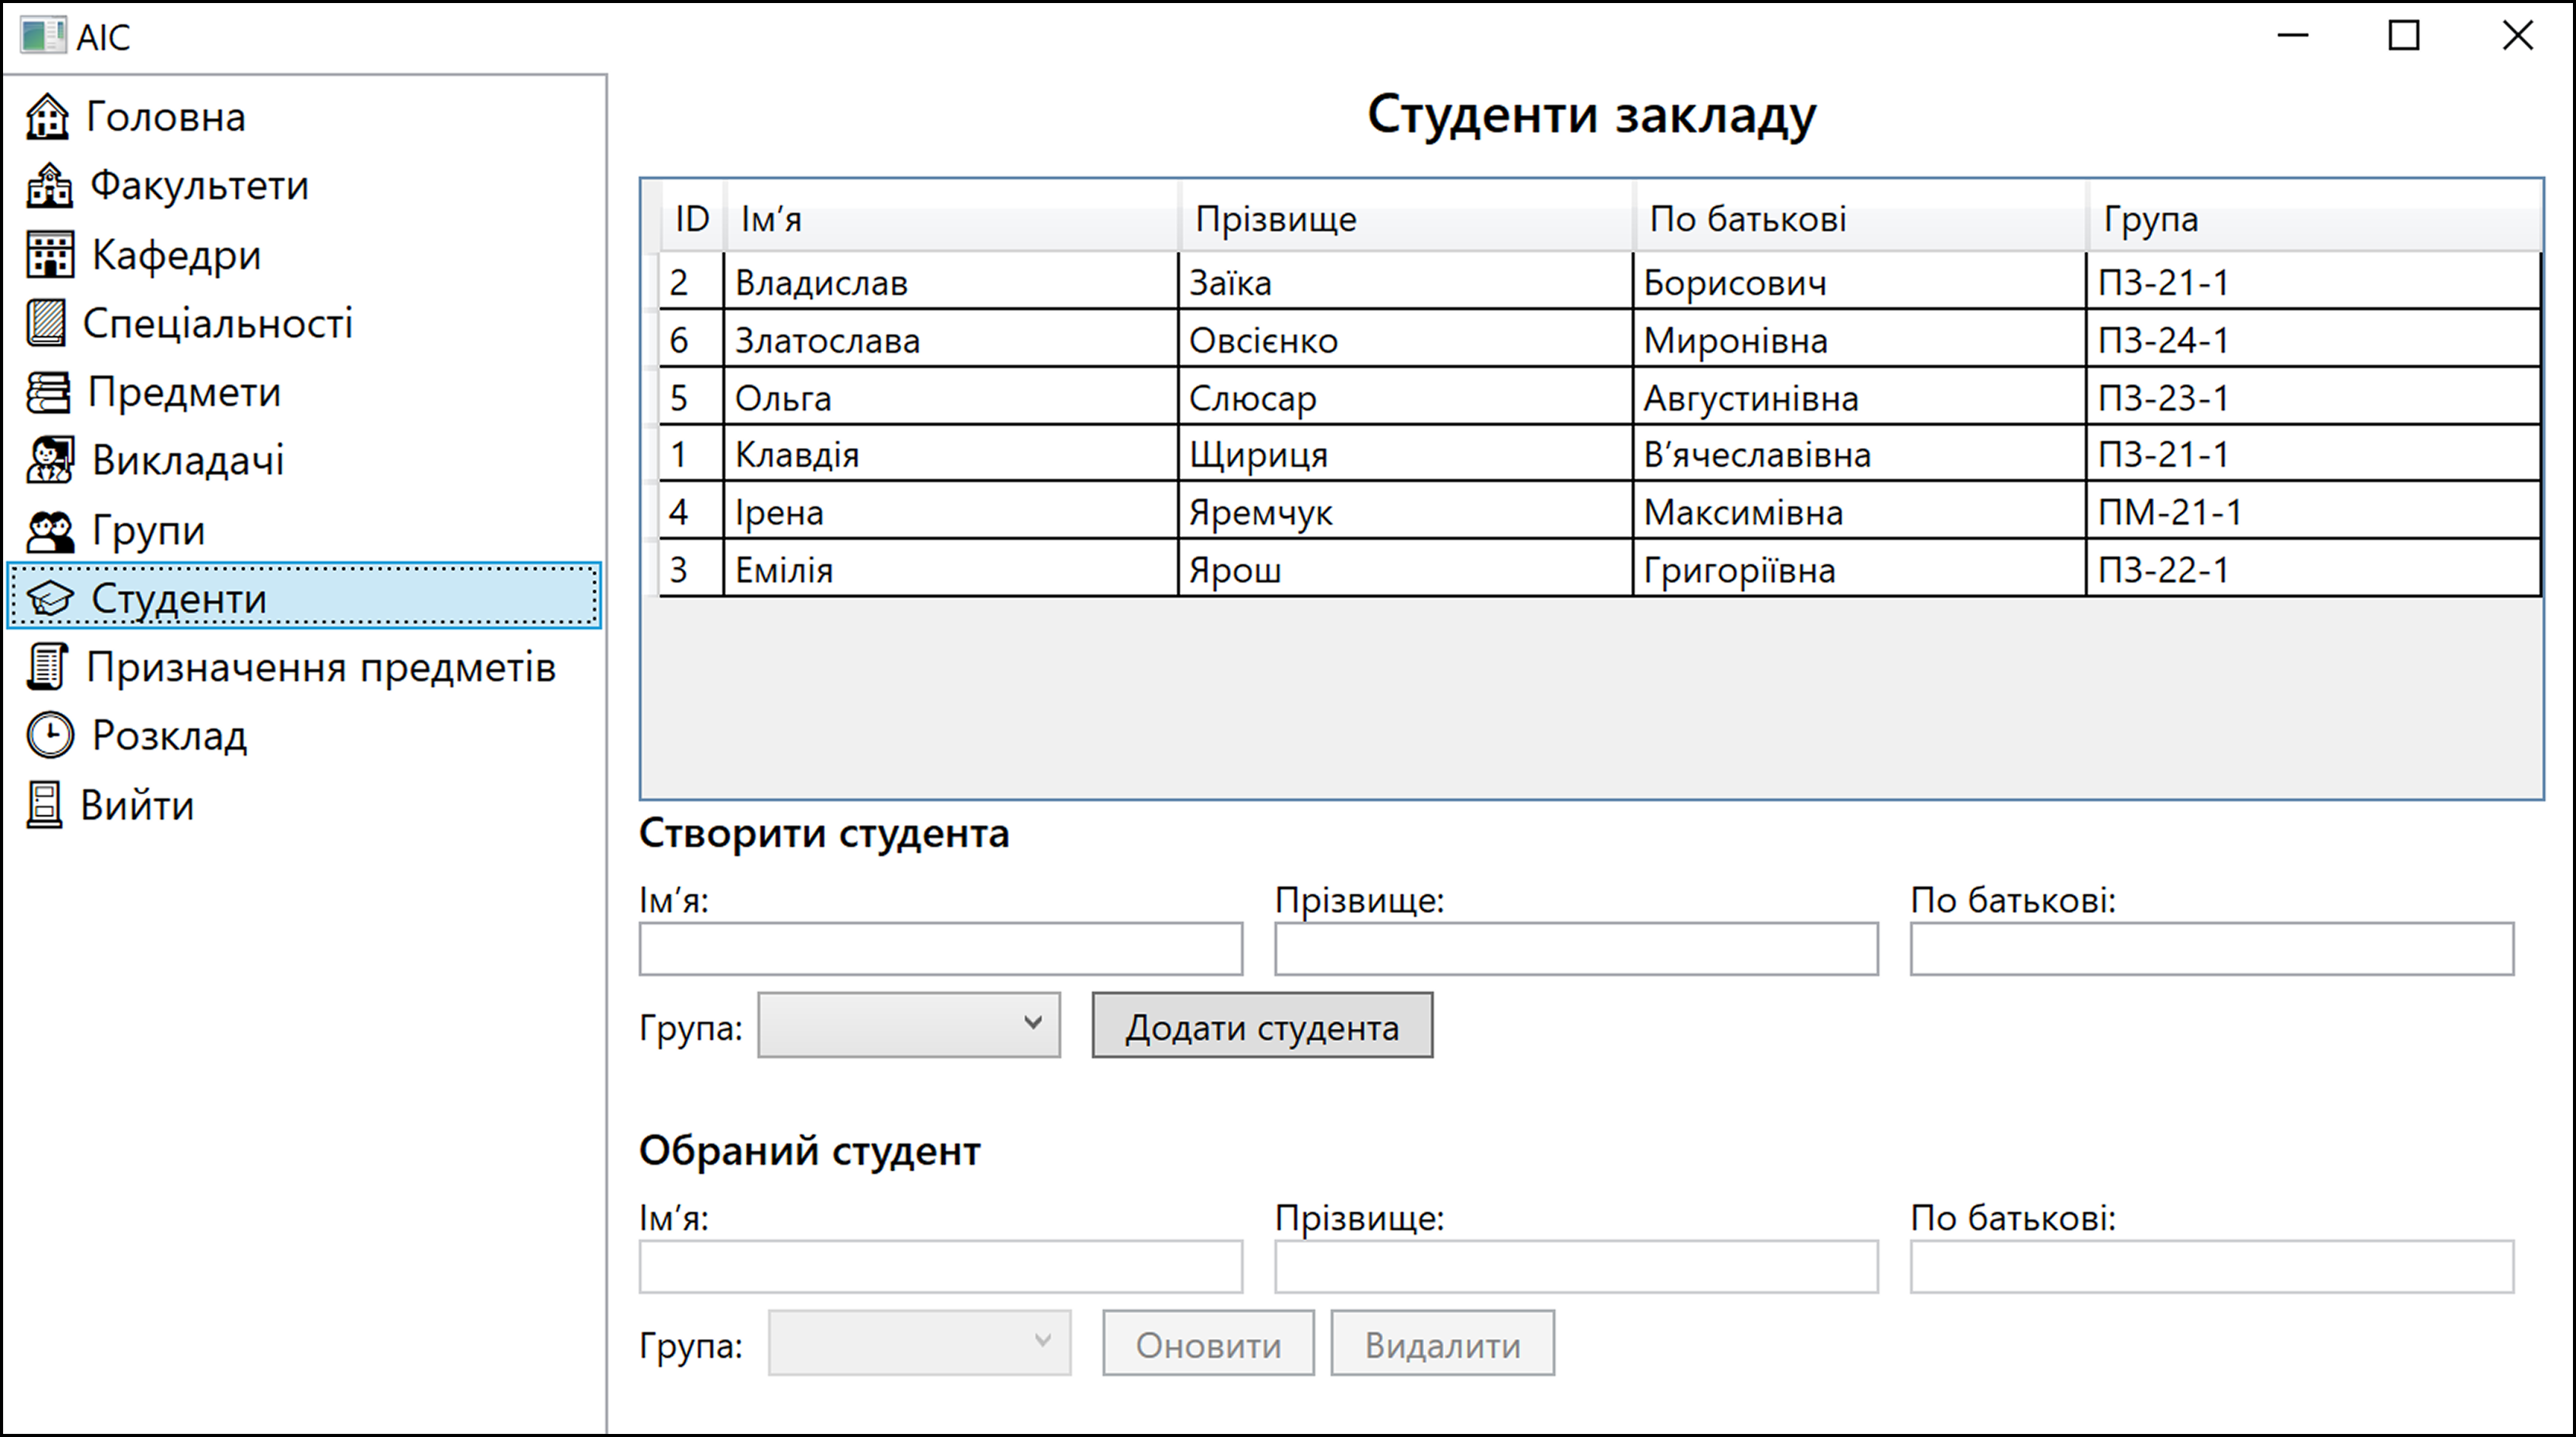 АІС
Головна
Факультети
Кафедри
Спеціальності
Предмети
Викладачі
Групи
Студенти
Призначення предметів
Розклад
Вийти
Студенти закладу
ID Ім’я Прізвище По батькові Група
2 Владислав Заїка Борисович ПЗ-21-1
6 Златослава Овсієнко Миронівна ПЗ-24-1
5 Ольга Слюсар Августинівна ПЗ-23-1
1 Клавдія Щириця В’ячеславівна ПЗ-21-1
4 Ірена Яремчук Максимівна ПМ-21-1
3 Емілія Ярош Григоріївна ПЗ-22-1
Створити студента
Ім’я: Прізвище: По батькові:
Група: Додати студента
Обраний студент
Ім’я: Прізвище: По батькові:
Група: Оновити Видалити